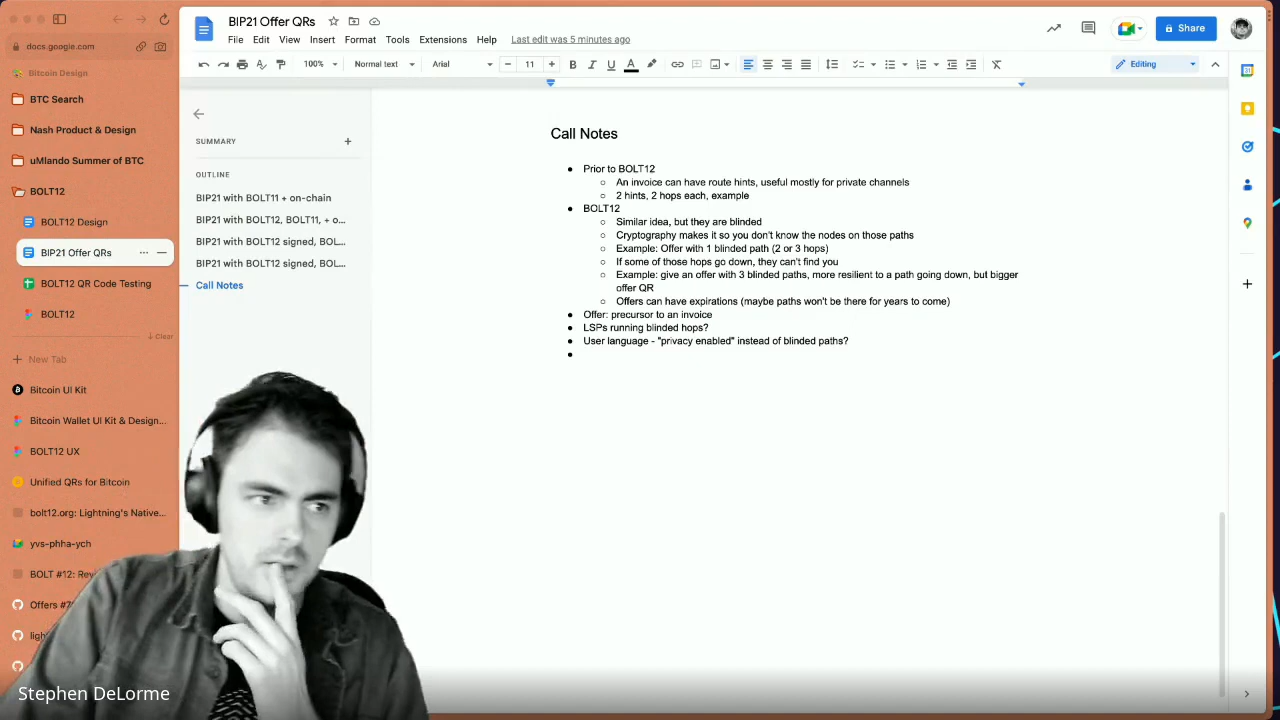 BIP21 Offer QRs
File Edit View Insert Format Tools Extensions Help Last edit was 5 minutes ago
Share
100% Normal text Arial 11 Editing
docs.google.com
Bitcoin Design
BTC Search
Nash Product & Design
uMlando Summer of BTC
BOLT12
BOLT12 Design
BIP21 Offer QRs
BOLT12 QR Code Testing
BOLT12
Clear
New Tab
Bitcoin UI Kit
Bitcoin Wallet UI Kit & Design...
BOLT12 UX
Unified QRs for Bitcoin
bolt12.org: Lightning's Native...
yvs-phha-ych
BOLT #12:
Offers
SUMMARY
OUTLINE
BIP21 with BOLT11 + on-chain
BIP21 with BOLT12, BOLT11, + o...
BIP21 with BOLT12 signed, BOL...
BIP21 with BOLT12 signed, BOL...
Call Notes
Call Notes
Prior to BOLT12
An invoice can have route hints, useful mostly for private channels
2 hints, 2 hops each, example
BOLT12
Similar idea, but they are blinded
Cryptography makes it so you don't know the nodes on those paths
Example: Offer with 1 blinded path (2 or 3 hops)
If some of those hops go down, they can't find you
Example: give an offer with 3 blinded paths, more resilient to a path going down, but bigger
offer QR
Offers can have expirations (maybe paths won't be there for years to come)
Offer: precursor to an invoice
LSPs running blinded hops?
User language - "privacy enabled" instead of blinded paths?
Stephen DeLorme